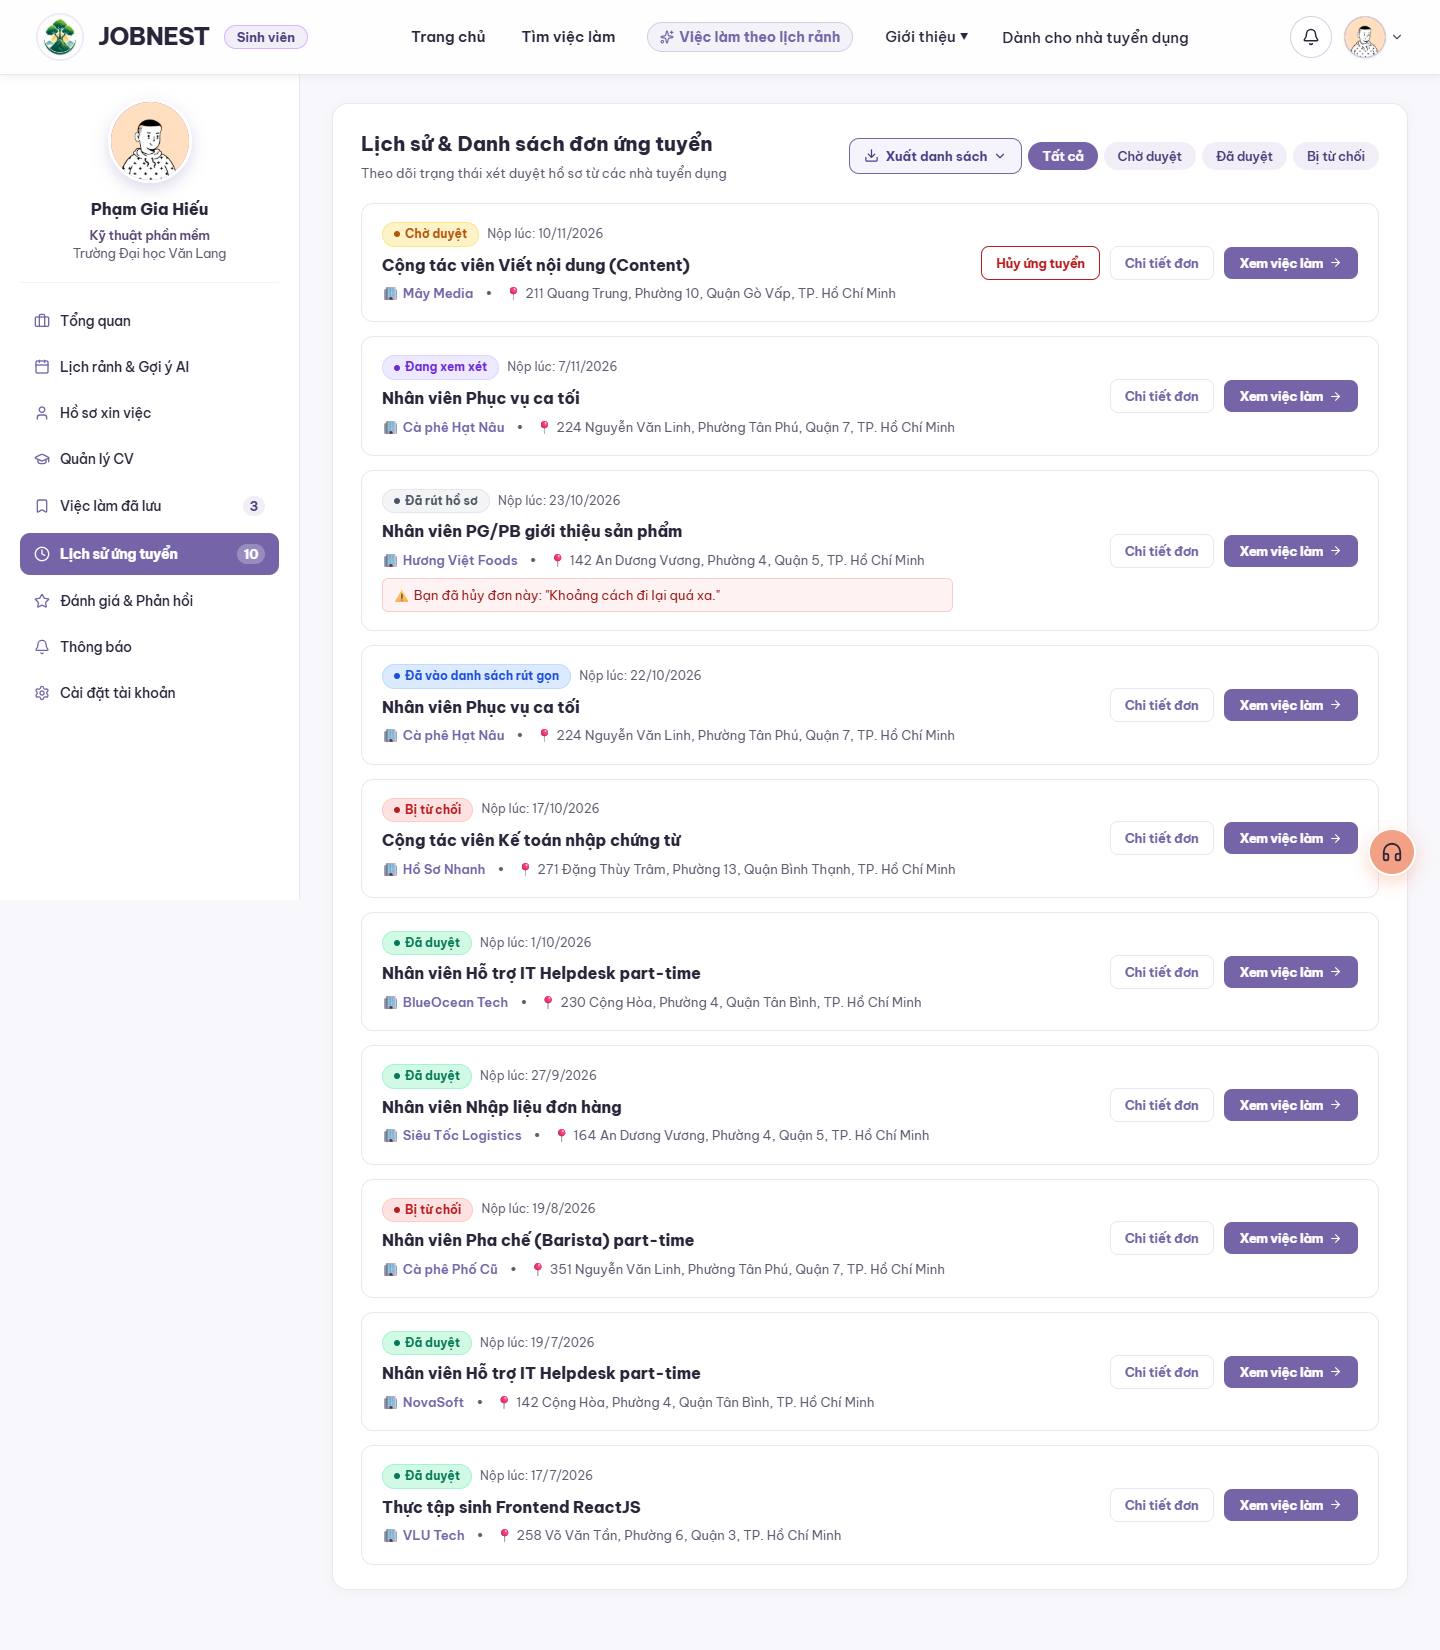 JOBNEST Sinh viên Trang chủ Tìm việc làm Việc làm theo lịch rảnh Giới thiệu ▼ Dành cho nhà tuyển dụng
Phạm Gia Hiếu
Kỹ thuật phần mềm
Trường Đại học Văn Lang
Tổng quan
Lịch rảnh & Gợi ý AI
Hồ sơ xin việc
Quản lý CV
Việc làm đã lưu 3
Lịch sử ứng tuyển 10
Đánh giá & Phản hồi
Thông báo
Cài đặt tài khoản
Lịch sử & Danh sách đơn ứng tuyển
Theo dõi trạng thái xét duyệt hồ sơ từ các nhà tuyển dụng
Xuất danh sách Tất cả Chờ duyệt Đã duyệt Bị từ chối
Chờ duyệt Nộp lúc: 10/11/2026
Cộng tác viên Viết nội dung (Content)
Mây Media • 211 Quang Trung, Phường 10, Quận Gò Vấp, TP. Hồ Chí Minh
Hủy ứng tuyển Chi tiết đơn Xem việc làm →
Đang xem xét Nộp lúc: 7/11/2026
Nhân viên Phục vụ ca tối
Cà phê Hạt Nâu • 224 Nguyễn Văn Linh, Phường Tân Phú, Quận 7, TP. Hồ Chí Minh
Chi tiết đơn Xem việc làm →
Đã rút hồ sơ Nộp lúc: 23/10/2026
Nhân viên PG/PB giới thiệu sản phẩm
Hương Việt Foods • 142 An Dương Vương, Phường 4, Quận 5, TP. Hồ Chí Minh
Bạn đã hủy đơn này: "Khoảng cách đi lại quá xa."
Chi tiết đơn Xem việc làm →
Đã vào danh sách rút gọn Nộp lúc: 22/10/2026
Nhân viên Phục vụ ca tối
Cà phê Hạt Nâu • 224 Nguyễn Văn Linh, Phường Tân Phú, Quận 7, TP. Hồ Chí Minh
Chi tiết đơn Xem việc làm →
Bị từ chối Nộp lúc: 17/10/2026
Cộng tác viên Kế toán nhập chứng từ
Hồ Sơ Nhanh • 271 Đặng Thùy Trâm, Phường 13, Quận Bình Thạnh, TP. Hồ Chí Minh
Chi tiết đơn Xem việc làm →
Đã duyệt Nộp lúc: 1/10/2026
Nhân viên Hỗ trợ IT Helpdesk part-time
BlueOcean Tech • 230 Cộng Hòa, Phường 4, Quận Tân Bình, TP. Hồ Chí Minh
Chi tiết đơn Xem việc làm →
Đã duyệt Nộp lúc: 27/9/2026
Nhân viên Nhập liệu đơn hàng
Siêu Tốc Logistics • 164 An Dương Vương, Phường 4, Quận 5, TP. Hồ Chí Minh
Chi tiết đơn Xem việc làm →
Bị từ chối Nộp lúc: 19/8/2026
Nhân viên Pha chế (Barista) part-time
Cà phê Phố Cũ • 351 Nguyễn Văn Linh, Phường Tân Phú, Quận 7, TP. Hồ Chí Minh
Chi tiết đơn Xem việc làm →
Đã duyệt Nộp lúc: 19/7/2026
Nhân viên Hỗ trợ IT Helpdesk part-time
NovaSoft • 142 Cộng Hòa, Phường 4, Quận Tân Bình, TP. Hồ Chí Minh
Chi tiết đơn Xem việc làm →
Đã duyệt Nộp lúc: 17/7/2026
Thực tập sinh Frontend ReactJS
VLU Tech • 258 Võ Văn Tần, Phường 6, Quận 3, TP. Hồ Chí Minh
Chi tiết đơn Xem việc làm →